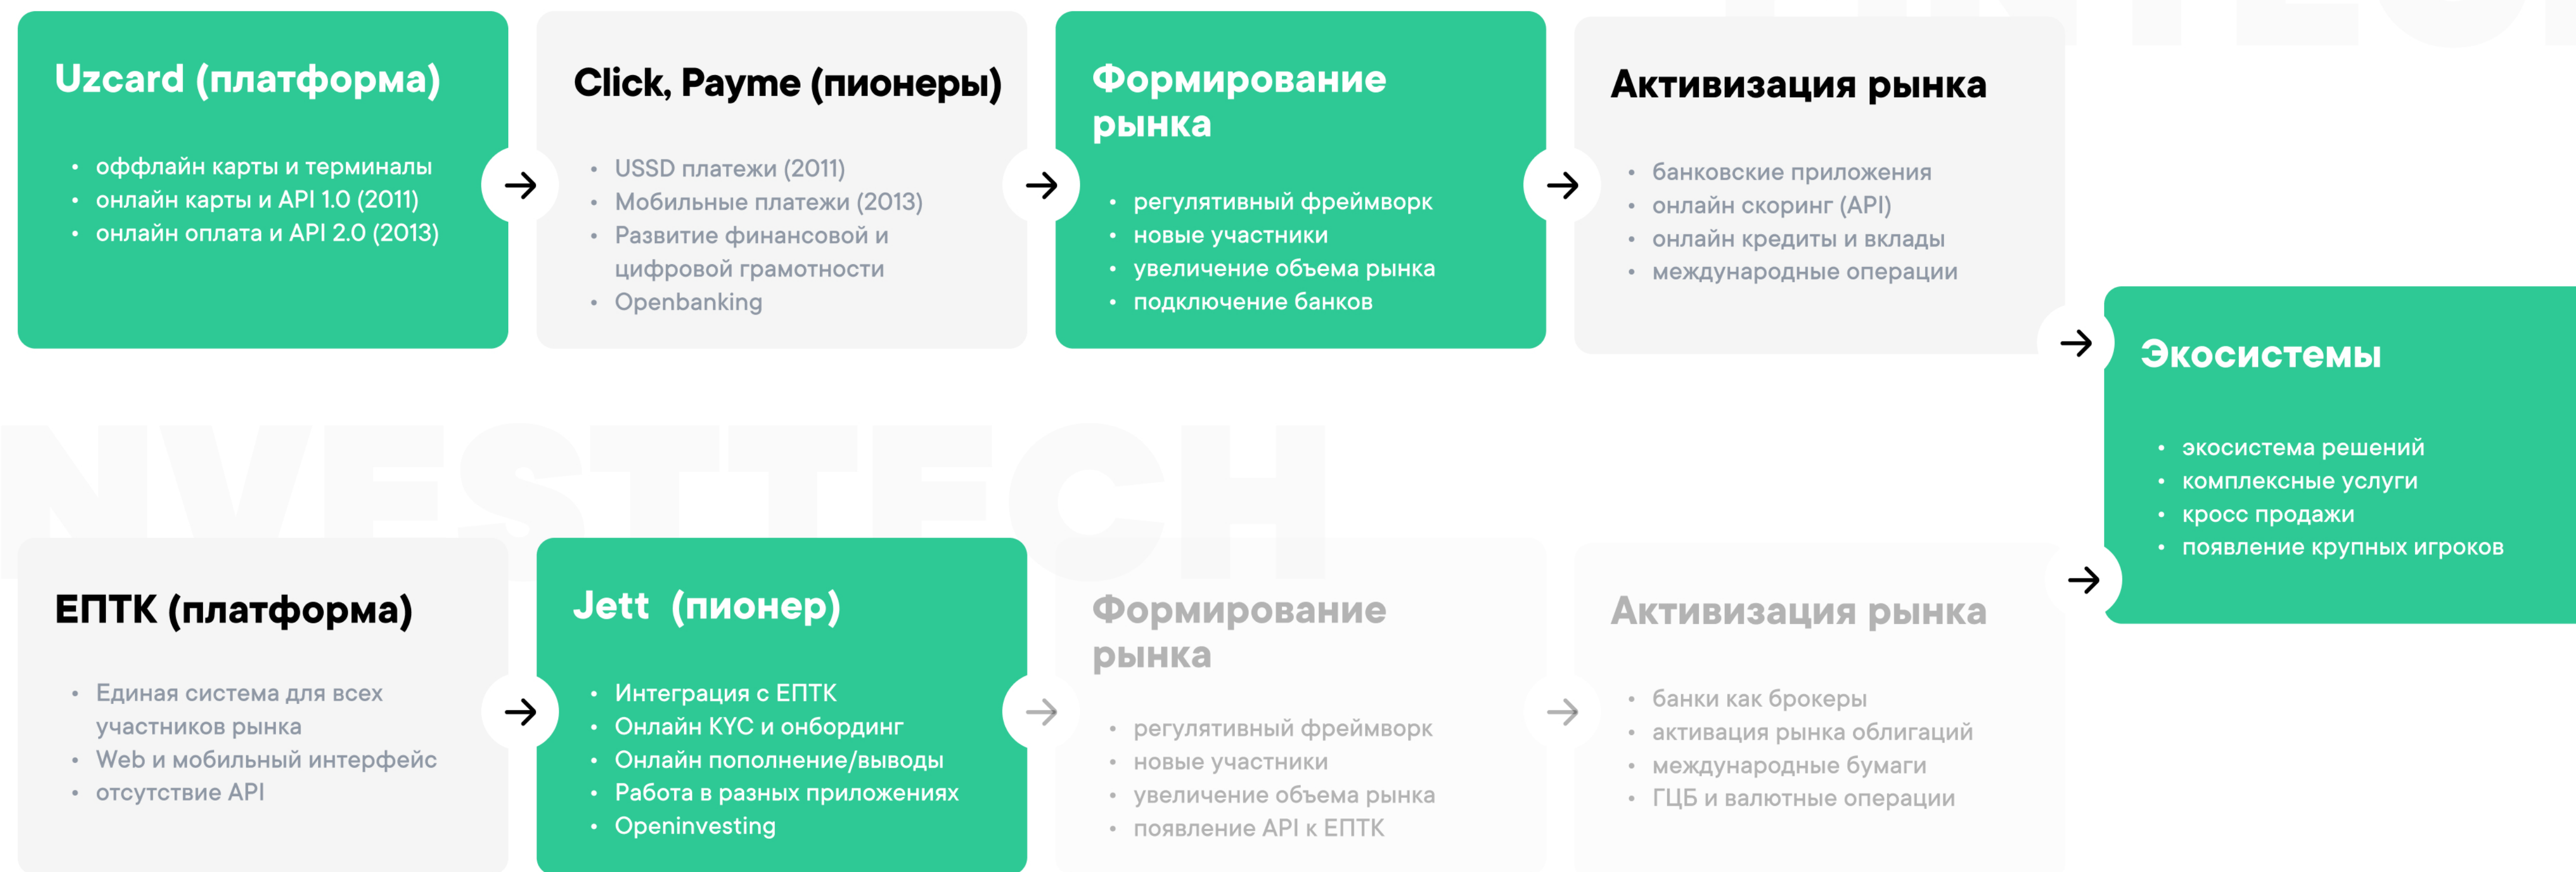 FINTECH
Uzcard (платформа)
• оффлайн карты и терминалы
• онлайн карты и API 1.0 (2011)
• онлайн оплата и API 2.0 (2013)
Click, Payme (пионеры)
• USSD платежи (2011)
• Мобильные платежи (2013)
• Развитие финансовой и
цифровой грамотности
• Openbanking
Формирование
рынка
• регулятивный фреймворк
• новые участники
• увеличение объема рынка
• подключение банков
Активизация рынка
• банковские приложения
• онлайн скоринг (API)
• онлайн кредиты и вклады
• международные операции
Экосистемы
• экосистема решений
• комплексные услуги
• кросс продажи
• появление крупных игроков
NVESTTECH
ЕПТК (платформа)
• Единая система для всех
участников рынка
• Web и мобильный интерфейс
• отсутствие API
Jett (пионер)
• Интеграция с ЕПТК
• Онлайн KYC и онбординг
• Онлайн пополнение/выводы
• Работа в разных приложениях
• Openinvesting
Формирование
рынка
• регулятивный фреймворк
• новые участники
• увеличение объема рынка
• появление API к ЕПТК
Активизация рынка
• банки как брокеры
• активация рынка облигаций
• международные бумаги
• ГЦБ и валютные операции